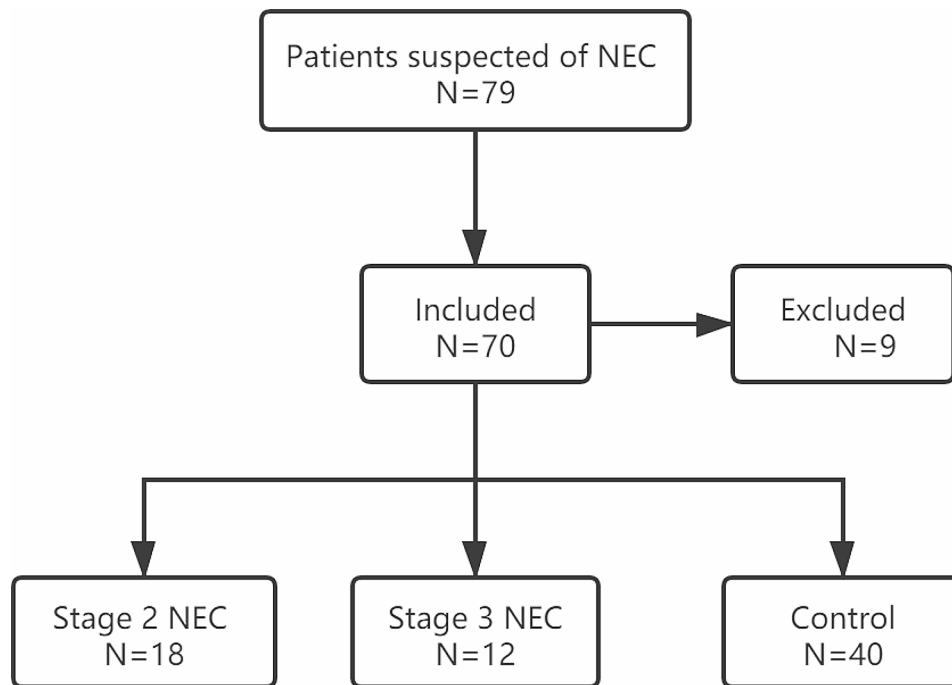 Patients suspected of NEC
N=79
Included
N=70
Excluded
N=9
Stage 2 NEC
N=18
Stage 3 NEC
N=12
Control
N=40